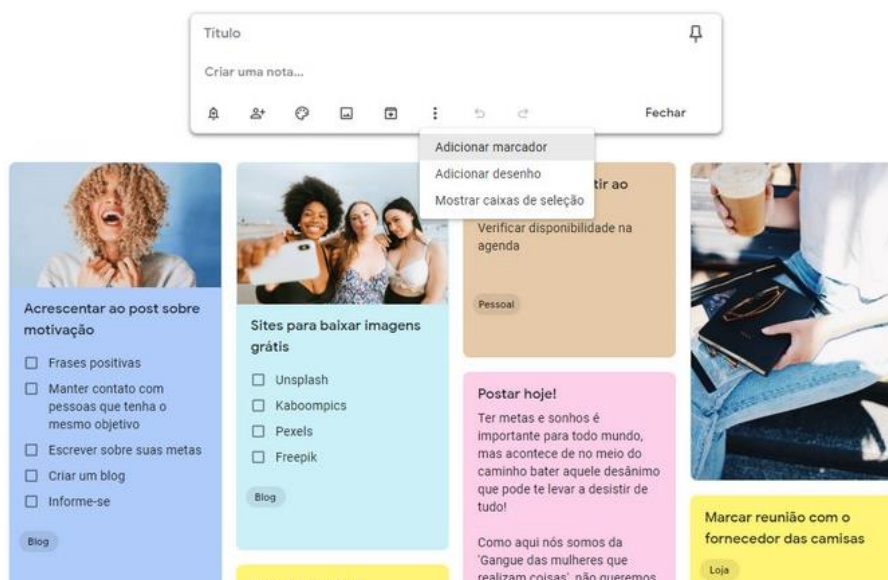 Título
Criar uma nota...
Fechar
Adicionar marcador
Adicionar desenho
Mostrar caixas de seleção
Acrescentar ao post sobre
motivação
Frases positivas
Manter contato com
pessoas que tenha o
mesmo objetivo
Escrever sobre suas metas
Criar um blog
Informe-se
Blog
Sites para baixar imagens
grátis
Unsplash
Kaboompics
Pexels
Freepik
Blog
ao
Verificar disponibilidade na
agenda
Pessoal
Postar hoje!
Ter metas e sonhos é
importante para todo mundo,
mas acontece de no meio do
caminho bater aquele desânimo
que pode te levar a desistir de
tudo!
Como aqui nós somos da
'Gangue das mulheres que
realizam coisas', não queremos
Marcar reunião com o
fornecedor das camisas
Loja